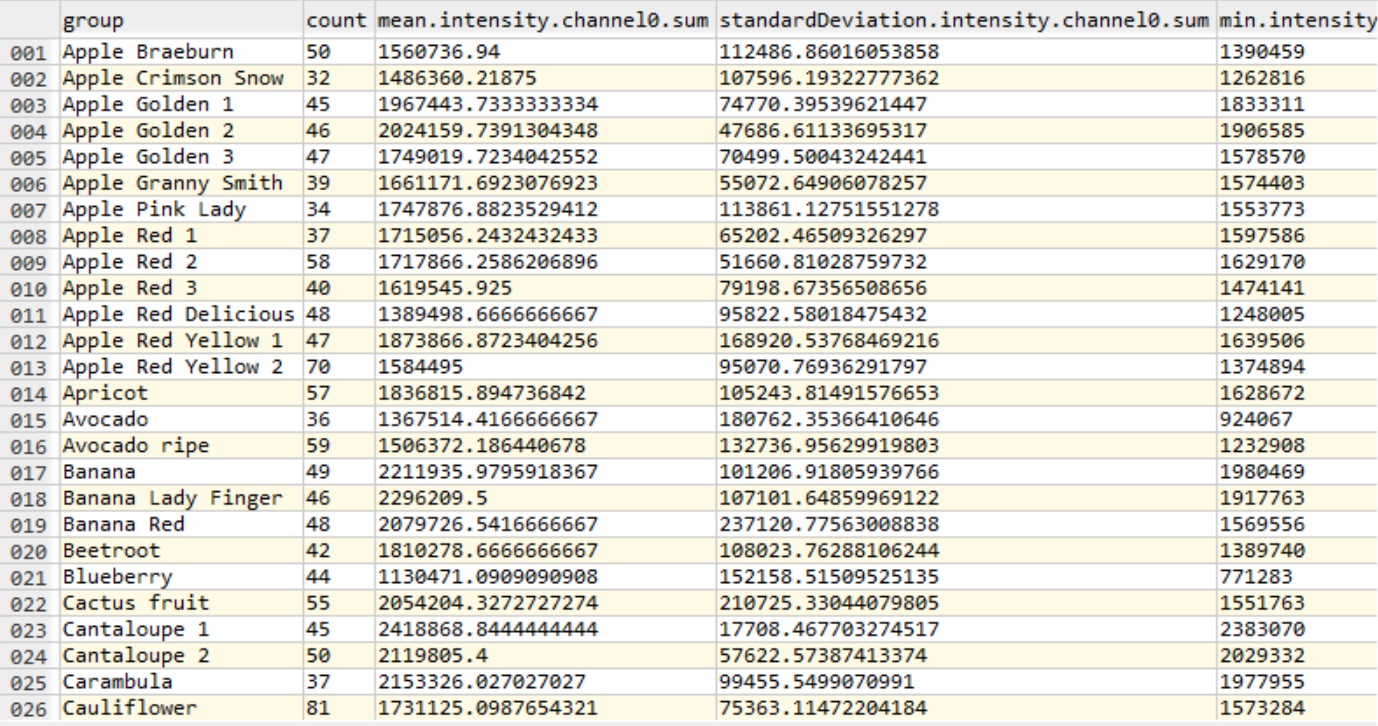 group count mean.intensity.channel0.sum standardDeviation.intensity.channel0.sum min.intensity
001 Apple Braeburn 50 1560736.94 112486.86016053858 1390459
002 Apple Crimson Snow 32 1486360.21875 107596.19322777362 1262816
003 Apple Golden 1 45 1967443.7333333334 74770.39539621447 1833311
004 Apple Golden 2 46 2024159.7391304348 47686.61133695317 1906585
005 Apple Golden 3 47 1749019.7234042552 70499.50043242441 1578570
006 Apple Granny Smith 39 1661171.6923076923 55072.64906078257 1574403
007 Apple Pink Lady 34 1747876.8823529412 113861.12751551278 1553773
008 Apple Red 1 37 1715056.2432432433 65202.46509326297 1597586
009 Apple Red 2 58 1717866.2586206896 51660.81028759732 1629170
010 Apple Red 3 40 1619545.925 79198.67356508656 1474141
011 Apple Red Delicious 48 1389498.6666666667 95822.58018475432 1248005
012 Apple Red Yellow 1 47 1873866.8723404256 168920.53768469216 1639506
013 Apple Red Yellow 2 70 1584495 95070.76936291797 1374894
014 Apricot 57 1836815.894736842 105243.81491576653 1628672
015 Avocado 36 1367514.4166666667 180762.35366410646 924067
016 Avocado ripe 59 1506372.186440678 132736.95629919803 1232908
017 Banana 49 2211935.9795918367 101206.91805939766 1980469
018 Banana Lady Finger 46 2296209.5 107101.64859969122 1917763
019 Banana Red 48 2079726.5416666667 237120.77563008838 1569556
020 Beetroot 42 1810278.6666666667 108023.76288106244 1389740
021 Blueberry 44 1130471.0909090908 152158.51509525135 771283
022 Cactus fruit 55 2054204.3272727274 210725.33044079805 1551763
023 Cantaloupe 1 45 2418868.8444444444 17708.467703274517 2383070
024 Cantaloupe 2 50 2119805.4 57622.57387413374 2029332
025 Carambula 37 2153326.027027027 99455.5499070991 1977955
026 Cauliflower 81 1731125.0987654321 75363.11472204184 1573284